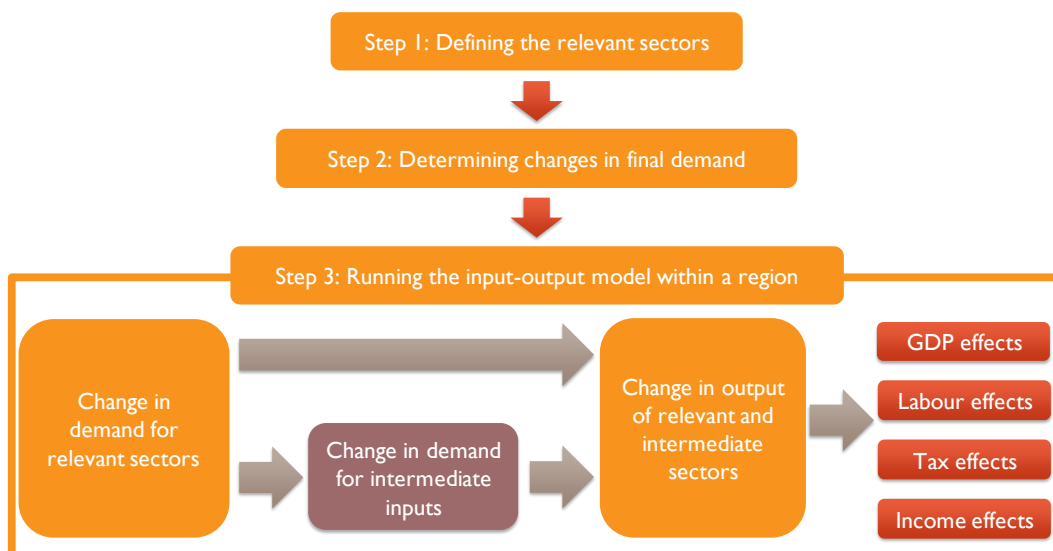 Step 1: Defining the relevant sectors
Step 2: Determining changes in final demand
Step 3: Running the input-output model within a region
Change in
demand for
relevant sectors
Change in demand
for intermediate
inputs
Change in output
of relevant and
intermediate
sectors
GDP effects
Labour effects
Tax effects
Income effects